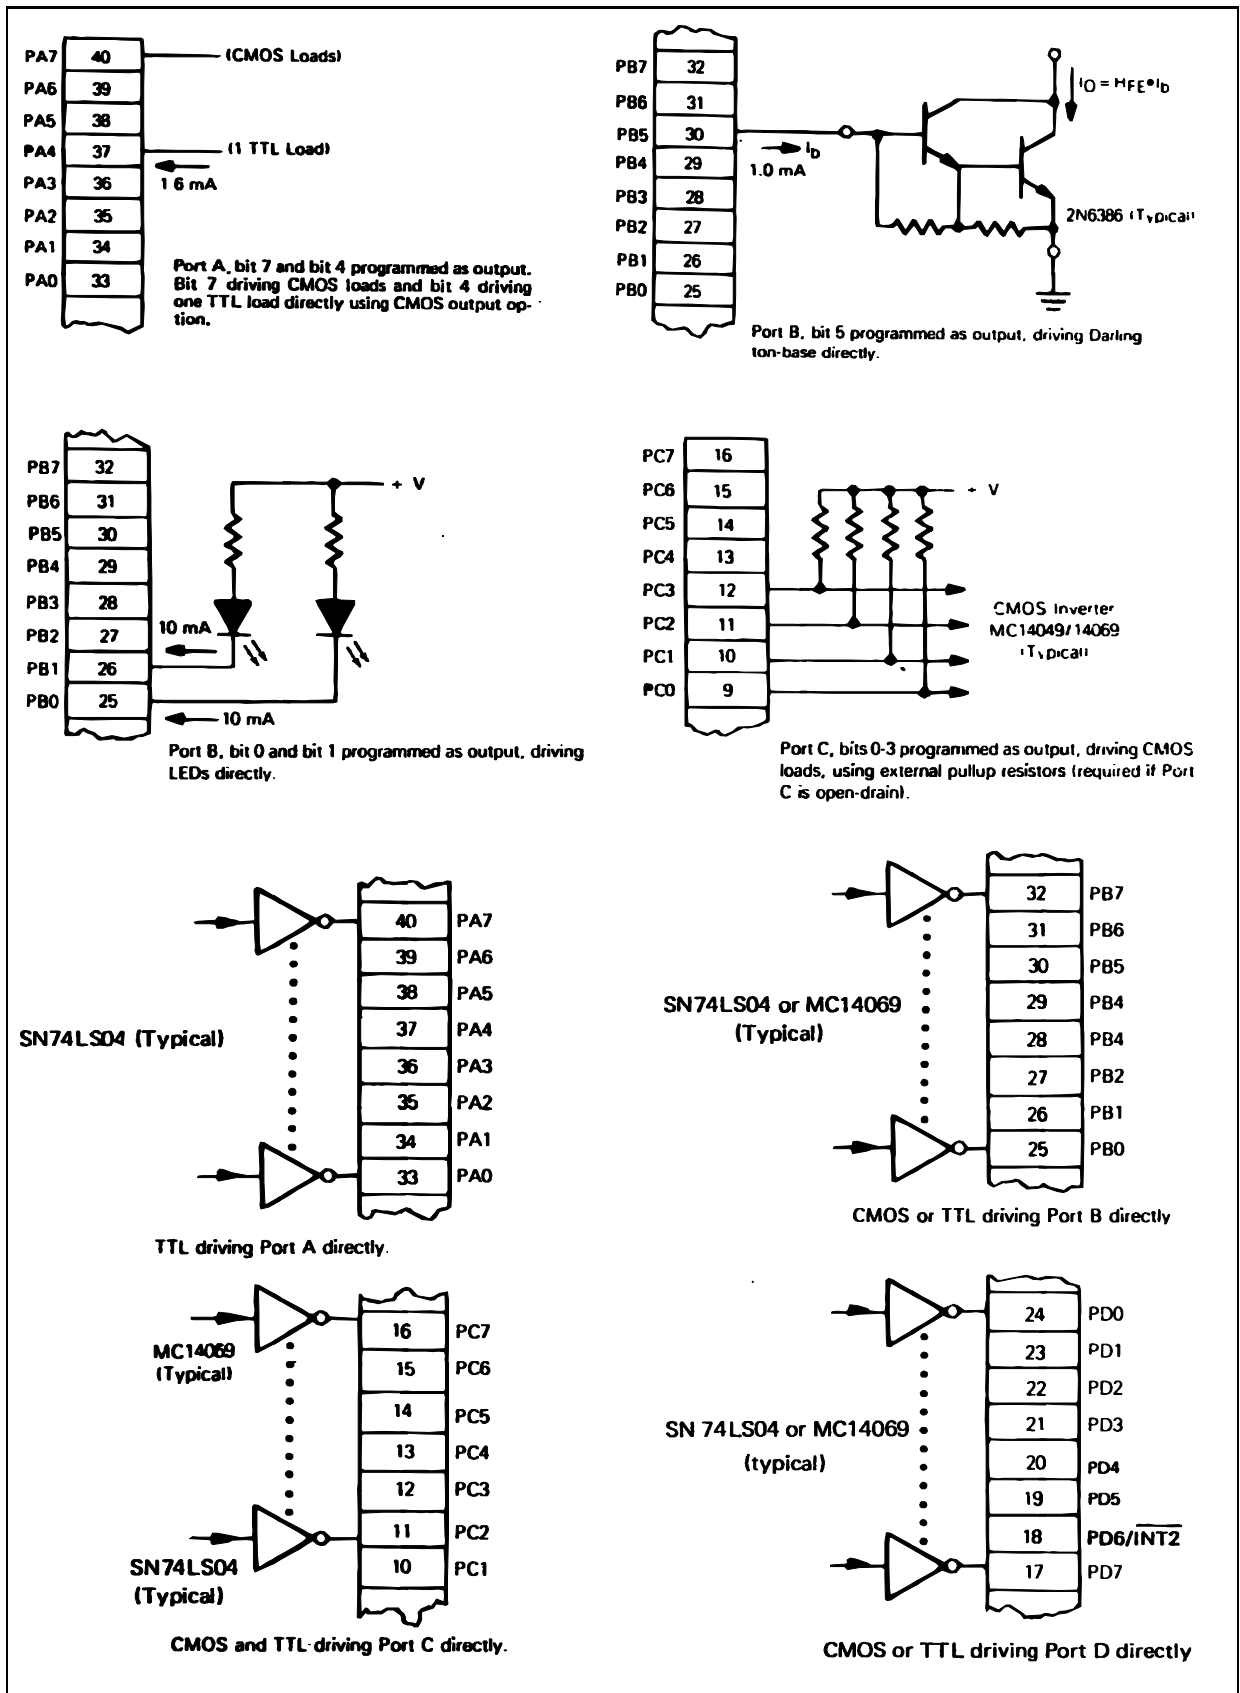 PA7 40 (CMOS Loads)
PA6 39
PA5 38
PA4 37 (1 TTL Load)
1 6 mA
PA3 36
PA2 35
PA1 34
PA0 33
Port A, bit 7 and bit 4 programmed as output.
Bit 7 driving CMOS loads and bit 4 driving
one TTL load directly using CMOS output op-
tion.
PB7 32
PB6 31
PB5 30
PB4 29
PB3 28
PB2 27
PB1 26
PB0 25
IO = HFE•Ib
Ib
1.0 mA
2N6386 (Typical)
Port B, bit 5 programmed as output, driving Darling
ton-base directly.
PB7 32
PB6 31
PB5 30
PB4 29
PB3 28
PB2 27
PB1 26
PB0 25
+ V
10 mA
10 mA
Port B, bit 0 and bit 1 programmed as output, driving
LEDs directly.
PC7 16
PC6 15
PC5 14
PC4 13
PC3 12
PC2 11
PC1 10
PC0 9
+ V
CMOS Inverter
MC14049/14069
(Typical)
Port C, bits 0-3 programmed as output, driving CMOS
loads, using external pullup resistors (required if Port
C is open-drain).
SN74LS04 (Typical)
40 PA7
39 PA6
38 PA5
37 PA4
36 PA3
35 PA2
34 PA1
33 PA0
TTL driving Port A directly.
SN74LS04 or MC14069
(Typical)
32 PB7
31 PB6
30 PB5
29 PB4
28 PB4
27 PB2
26 PB1
25 PB0
CMOS or TTL driving Port B directly
MC14069
(Typical)
16 PC7
15 PC6
14 PC5
13 PC4
12 PC3
11 PC2
10 PC1
SN74LS04
(Typical)
CMOS and TTL driving Port C directly.
SN 74LS04 or MC14069
(typical)
24 PD0
23 PD1
22 PD2
21 PD3
20 PD4
19 PD5
18 PD6/INT2
17 PD7
CMOS or TTL driving Port D directly